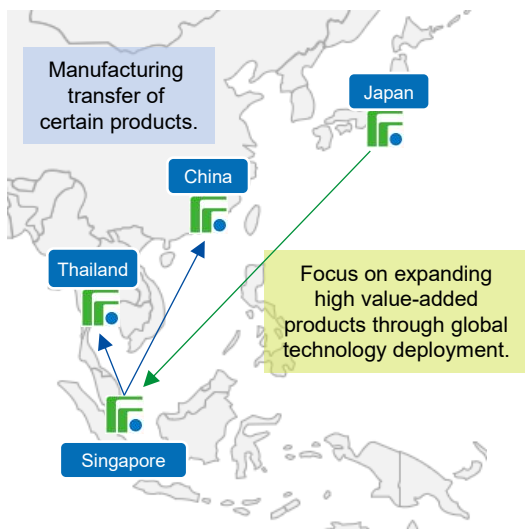 Manufacturing
transfer of
certain products.
Japan
China
Thailand
Focus on expanding
high value-added
products through global
technology deployment.
Singapore